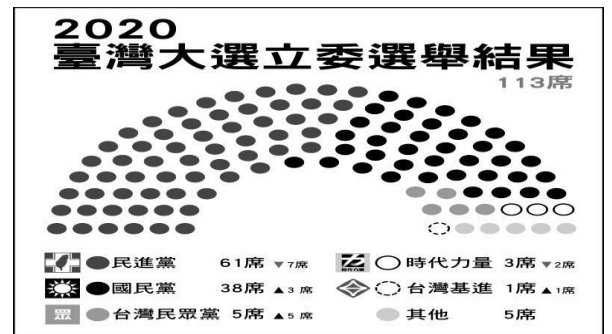 2020
臺灣大選立委選舉結果
113席
民進黨 61席 ▼7席
國民黨 38席 ▲3席
眾 台灣民眾黨 5席 ▲5席
時代力量 3席 ▼2席
台灣基進 1席 ▲1席
其他 5席